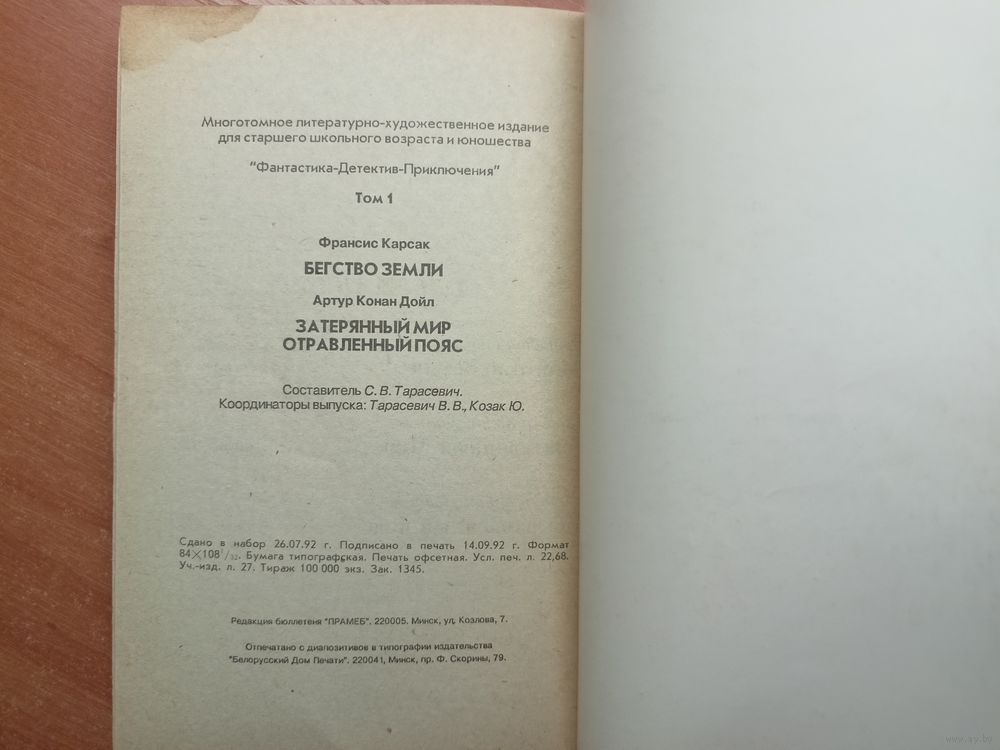 Многотомное литературно-художественное издание
для старшего школьного возраста и юношества
"Фантастика-Детектив-Приключения"
Том 1
Франсис Карсак
БЕГСТВО ЗЕМЛИ
Артур Конан Дойл
ЗАТЕРЯННЫЙ МИР
ОТРАВЛЕННЫЙ ПОЯС
Составитель С. В. Тарасевич.
Координаторы выпуска: Тарасевич В. В., Козак Ю.
Сдано в набор 26.07.92 г. Подписано в печать 14.09.92 г. Формат
84×108 1/32. Бумага типографская. Печать офсетная. Усл. печ. л. 22,68.
Уч.-изд. л. 27. Тираж 100 000 экз. Зак. 1345.
Редакция бюллетеня "ПРАМЕБ". 220005. Минск, ул. Козлова, 7.
Отпечатано с диапозитивов в типографии издательства
"Белорусский Дом Печати". 220041, Минск, пр. Ф. Скорины, 79.
www.ay.by